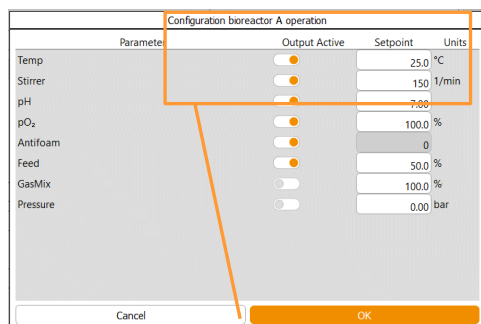 Configuration bioreactor A operation
Parameter Output Active Setpoint Units
Temp 25.0 °C
Stirrer 150 1/min
pH 7.00
pO₂ 100.0 %
Antifoam 0
Feed 50.0 %
GasMix 100.0 %
Pressure 0.00 bar
Cancel OK